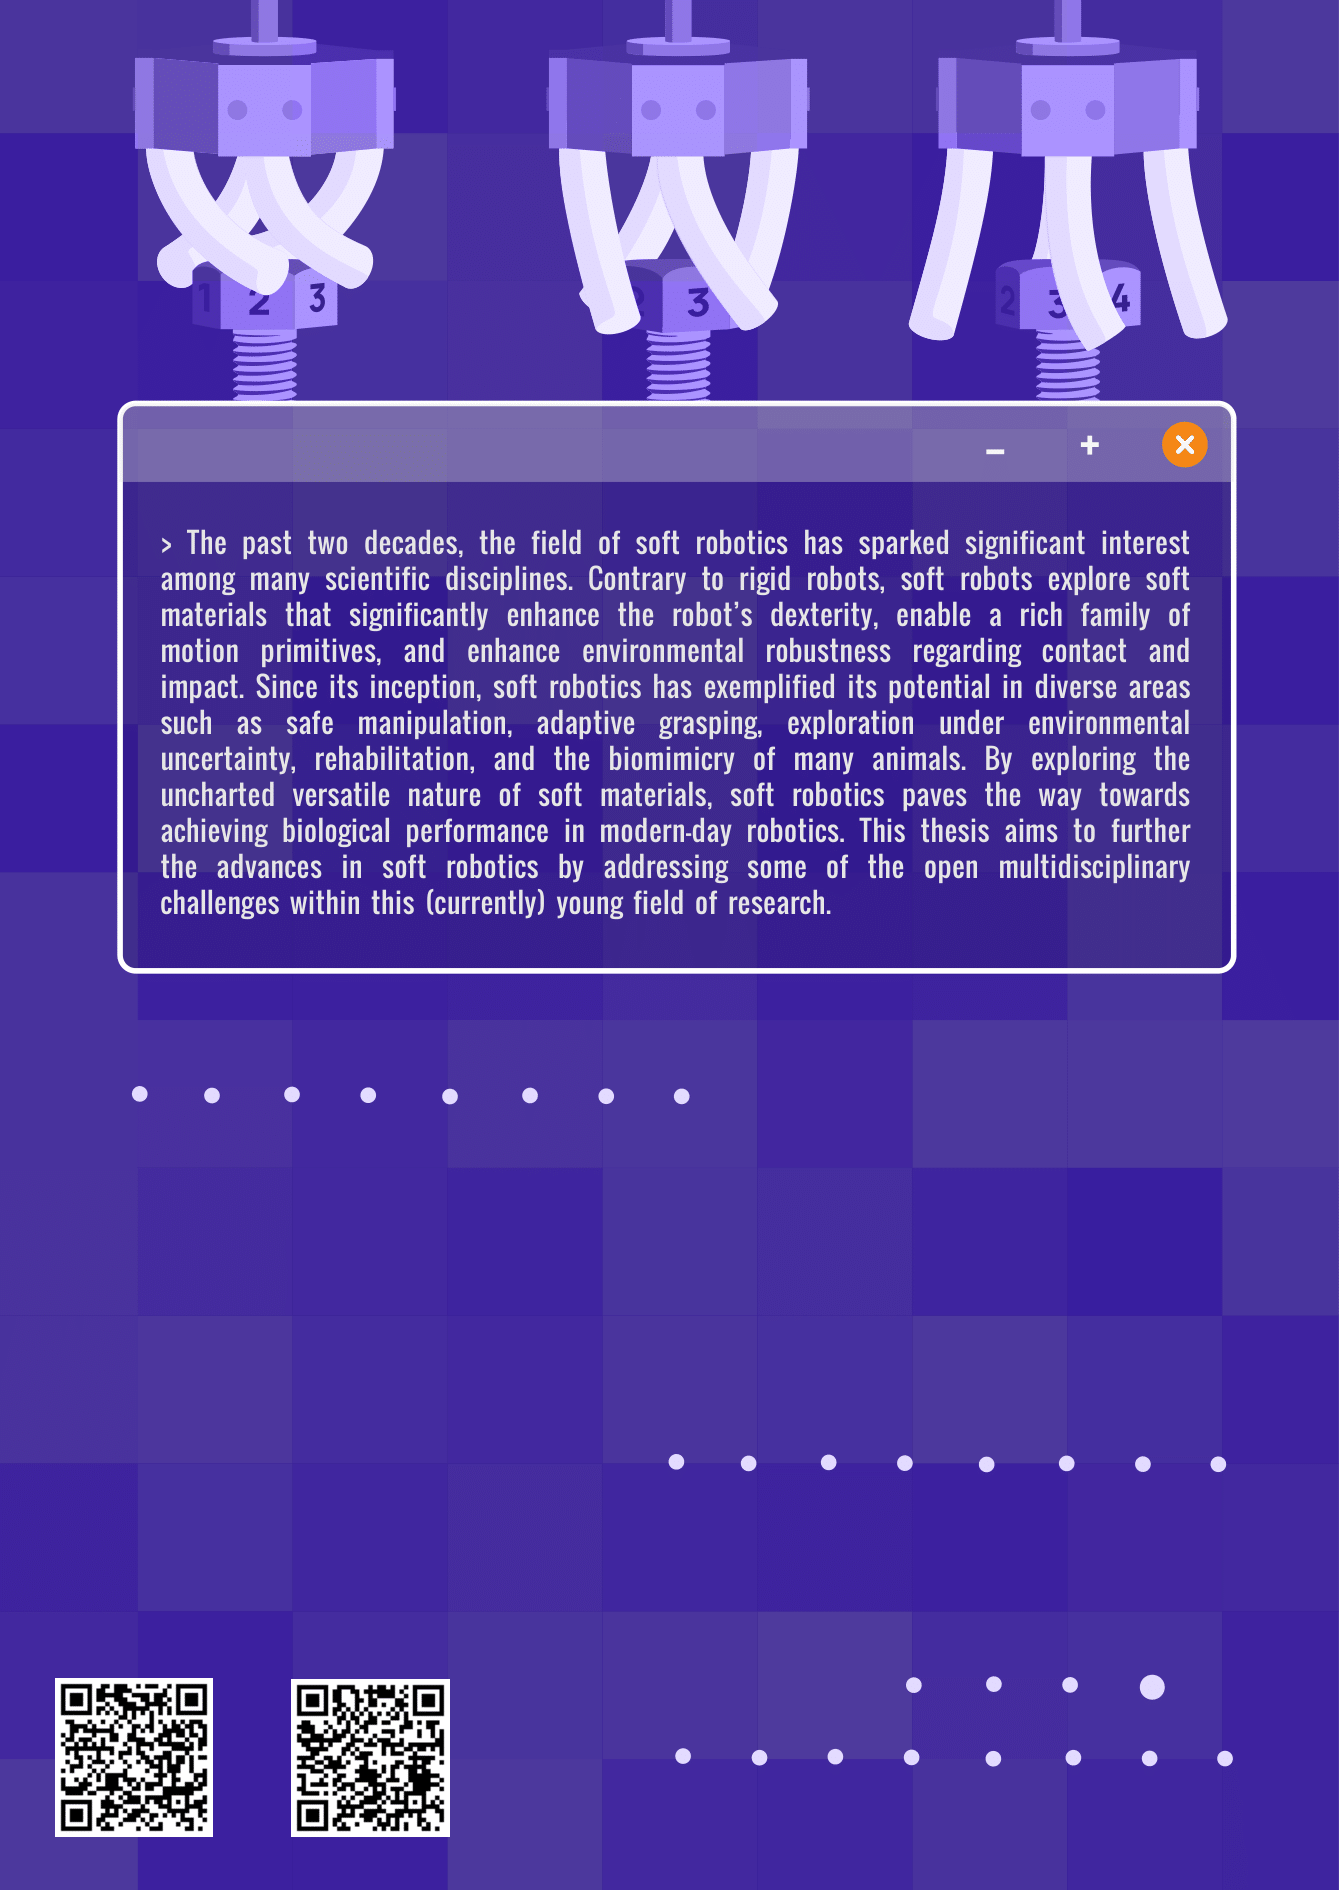 1 2 3
2 3
2 3 4
> The past two decades, the field of soft robotics has sparked significant interest
among many scientific disciplines. Contrary to rigid robots, soft robots explore soft
materials that significantly enhance the robot’s dexterity, enable a rich family of
motion primitives, and enhance environmental robustness regarding contact and
impact. Since its inception, soft robotics has exemplified its potential in diverse areas
such as safe manipulation, adaptive grasping, exploration under environmental
uncertainty, rehabilitation, and the biomimicry of many animals. By exploring the
uncharted versatile nature of soft materials, soft robotics paves the way towards
achieving biological performance in modern-day robotics. This thesis aims to further
the advances in soft robotics by addressing some of the open multidisciplinary
challenges within this (currently) young field of research.